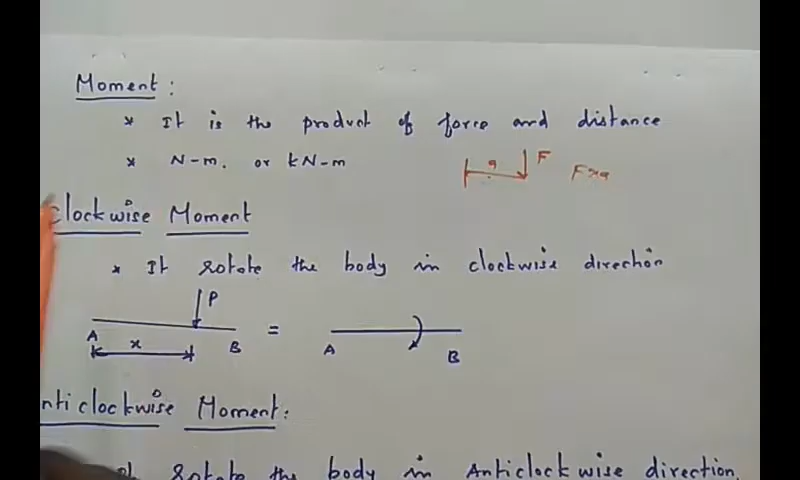 Moment:
* It is the product of force and distance
* N-m. or kN-m
a F F×a
clockwise Moment
* It rotate the body in clockwise direction
P
A x B = A B
nticlockwise Moment:
rotate the body in Anticlockwise direction.